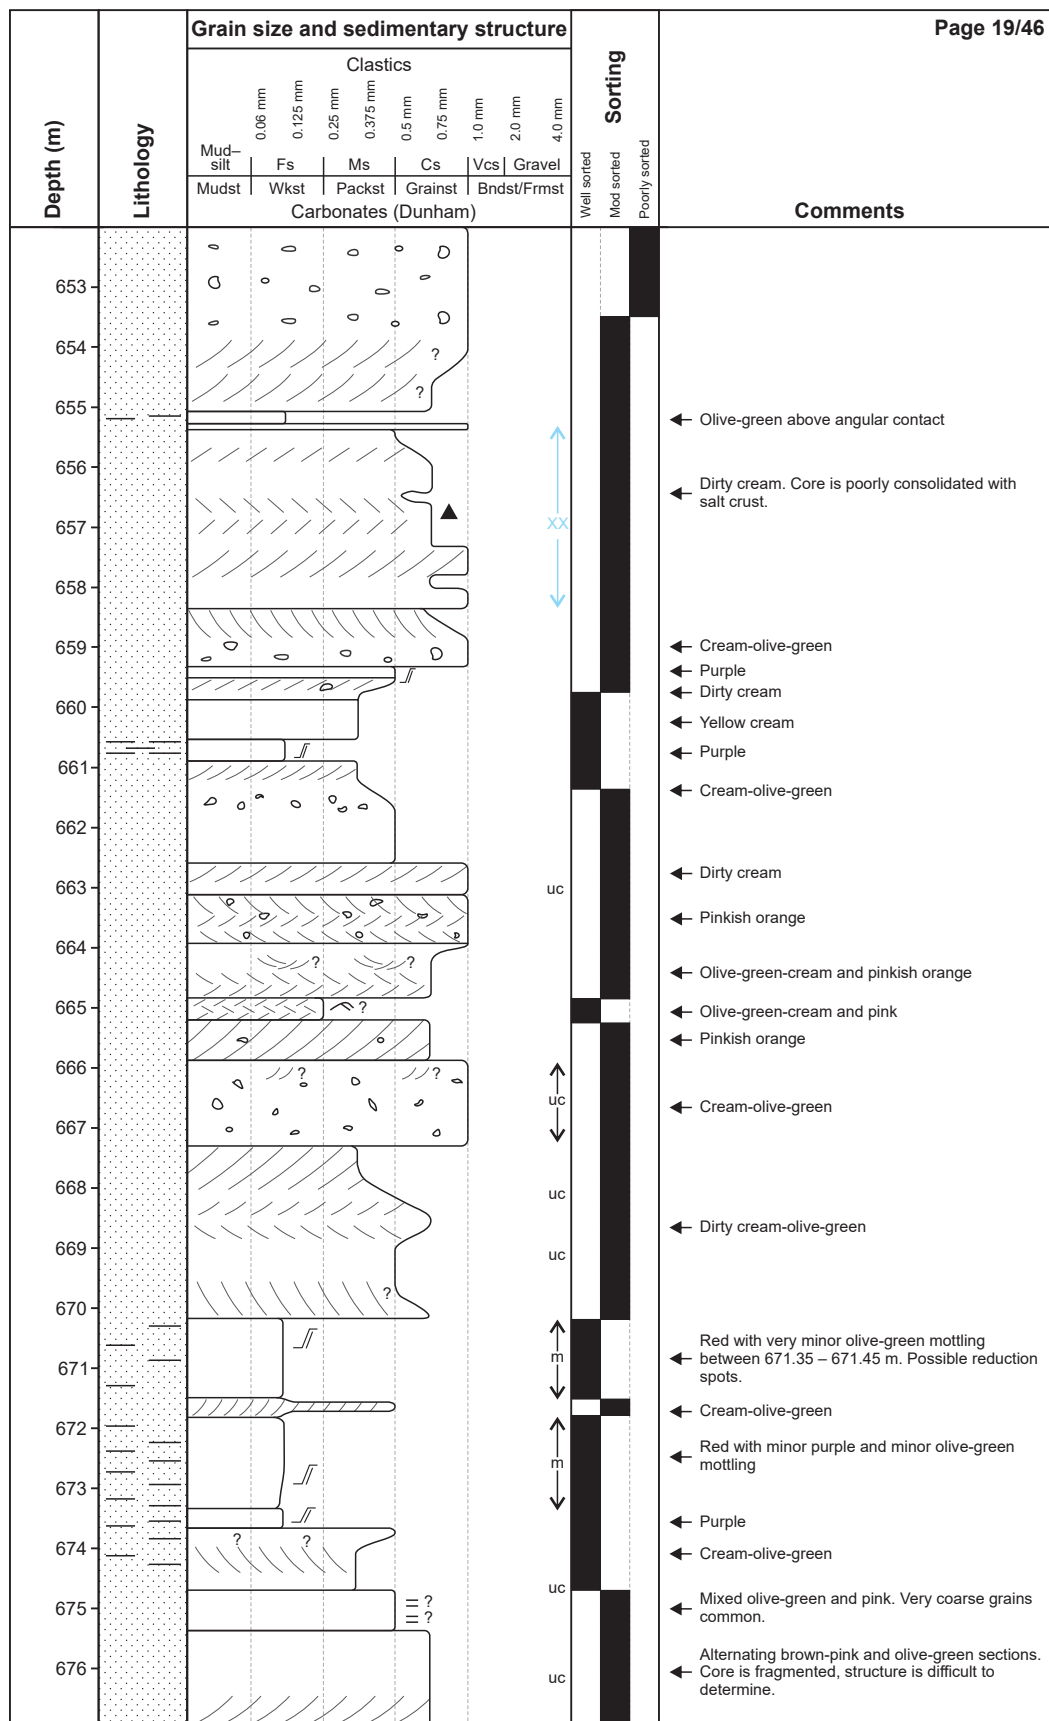 Grain size and sedimentary structure
Page 19/46
Depth (m)
Lithology
Clastics
0.06 mm
0.125 mm
0.25 mm
0.375 mm
0.5 mm
0.75 mm
1.0 mm
2.0 mm
4.0 mm
Mud–
silt
Fs
Ms
Cs
Vcs
Gravel
Mudst
Wkst
Packst
Grainst
Bndst/Frmst
Carbonates (Dunham)
Sorting
Well sorted
Mod sorted
Poorly sorted
Comments
653
654
?
?
655
Olive-green above angular contact
656
Dirty cream. Core is poorly consolidated with
salt crust.
657
XX
658
659
Cream-olive-green
Purple
Dirty cream
660
Yellow cream
Purple
661
Cream-olive-green
662
Dirty cream
663
uc
Pinkish orange
664
? ?
Olive-green-cream and pinkish orange
665
?
Olive-green-cream and pink
Pinkish orange
666
? ?
uc
Cream-olive-green
667
668
uc
Dirty cream-olive-green
669
uc
?
670
Red with very minor olive-green mottling
between 671.35 – 671.45 m. Possible reduction
spots.
m
671
Cream-olive-green
672
Red with minor purple and minor olive-green
mottling
m
673
Purple
? ?
674
Cream-olive-green
uc
Mixed olive-green and pink. Very coarse grains
common.
?
?
675
Alternating brown-pink and olive-green sections.
Core is fragmented, structure is difficult to
determine.
676
uc